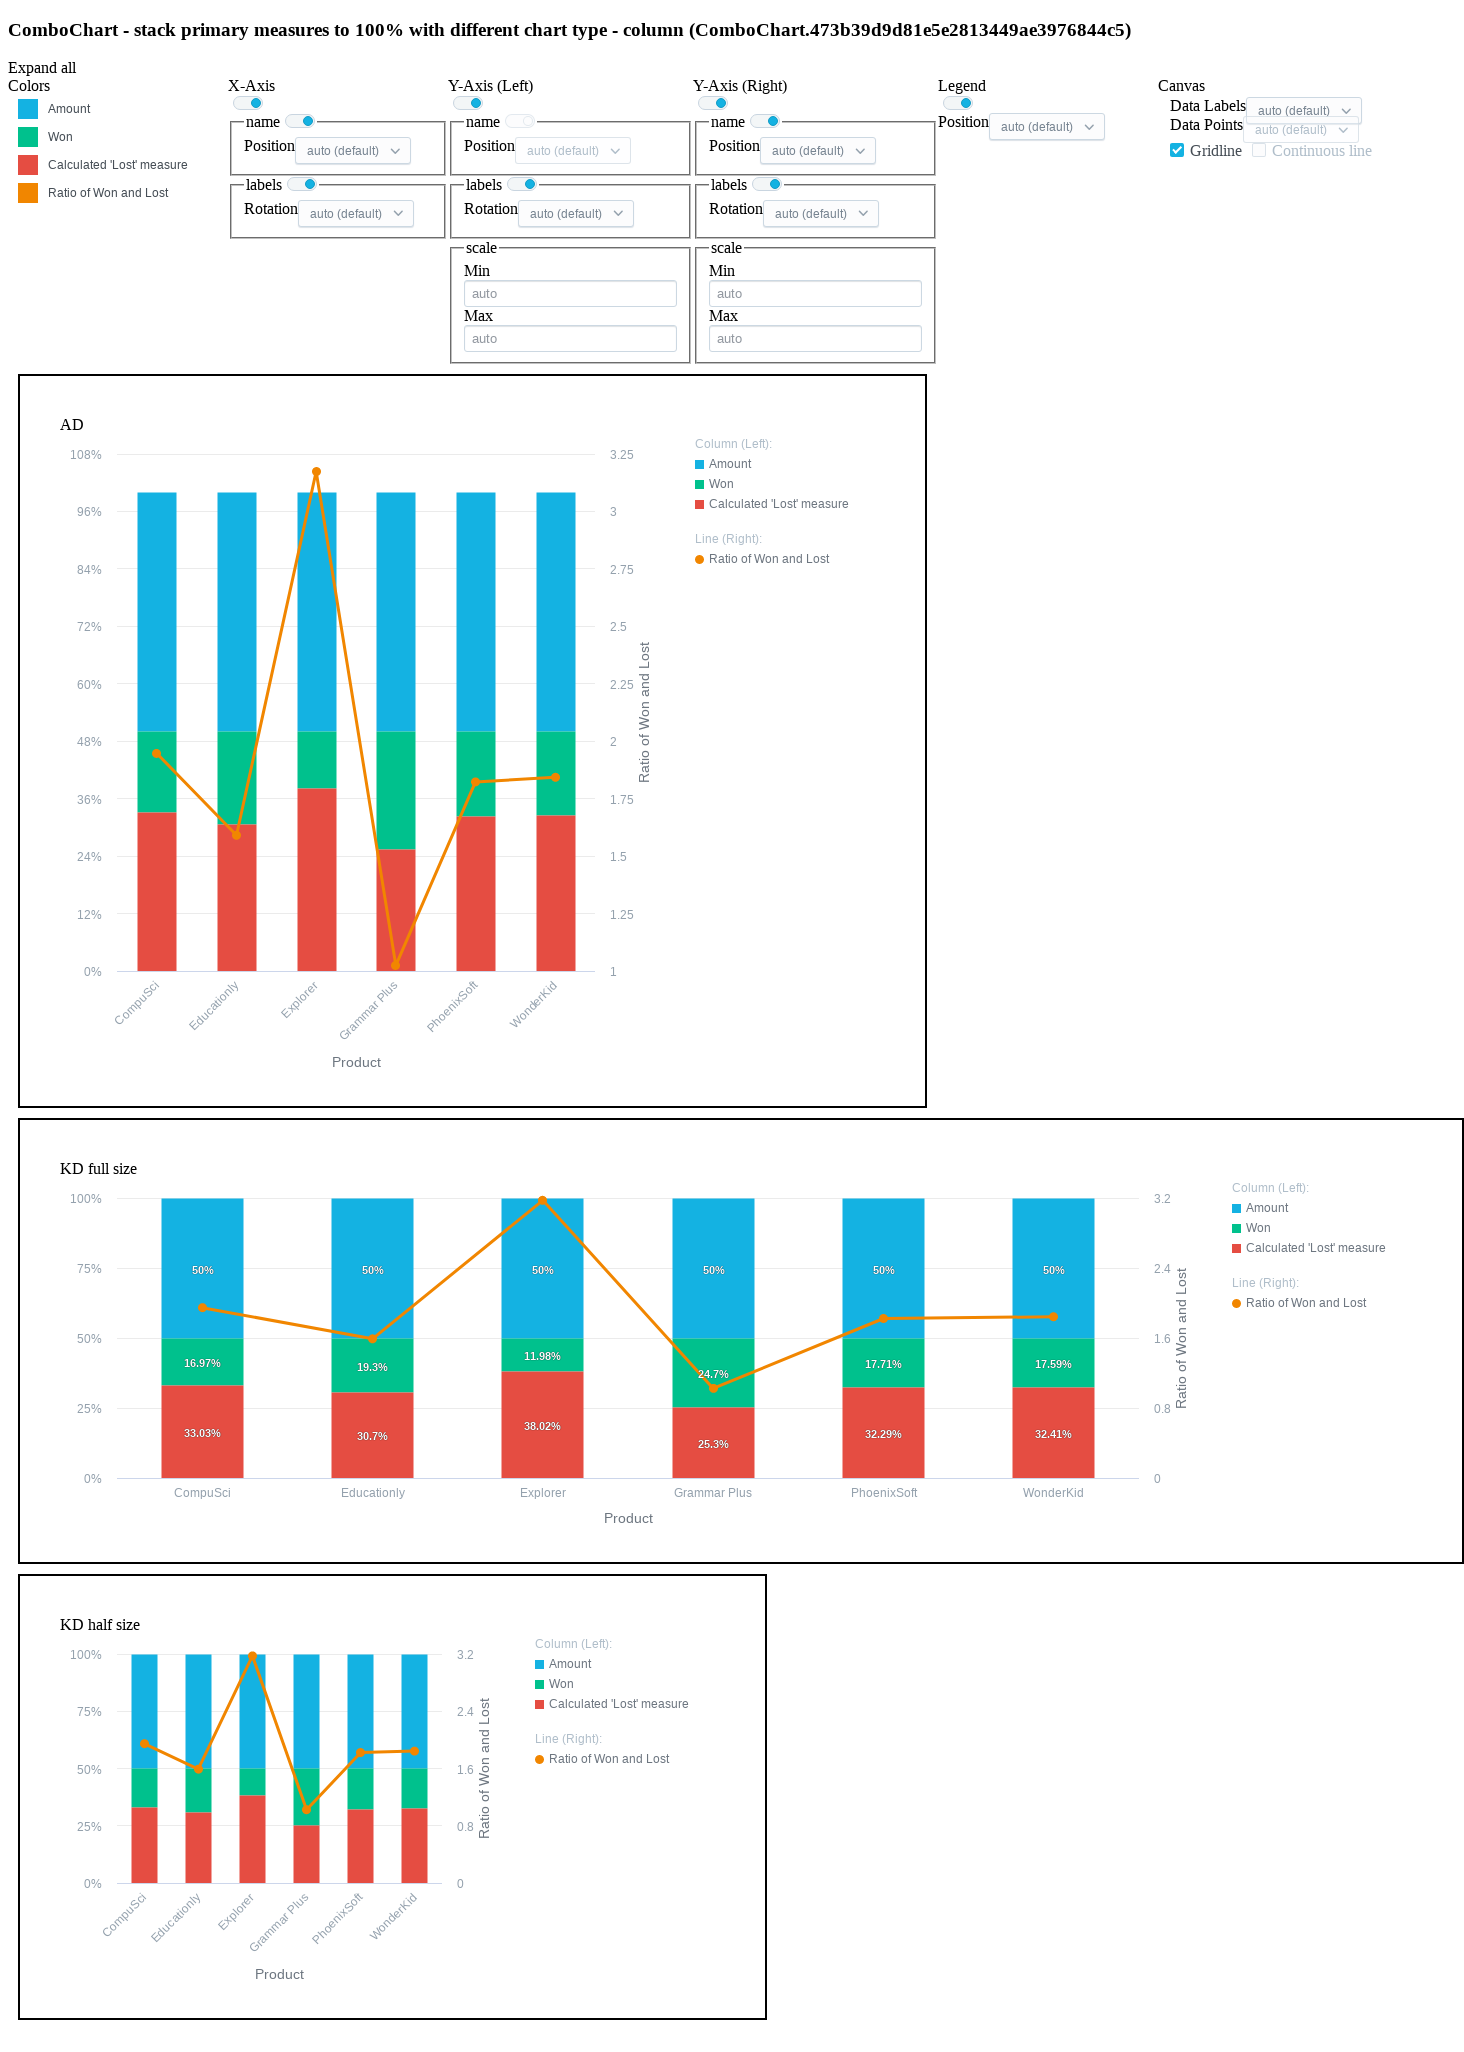 ComboChart - stack primary measures to 100% with different chart type - column (ComboChart.473b39d9d81e5e2813449ae3976844c5)
Expand all
Colors
Amount
Won
Calculated 'Lost' measure
Ratio of Won and Lost
X-Axis
name
Position auto (default)
labels
Rotation auto (default)
Y-Axis (Left)
name
Position auto (default)
labels
Rotation auto (default)
scale
Min
auto
Max
auto
Y-Axis (Right)
name
Position auto (default)
labels
Rotation auto (default)
scale
Min
auto
Max
auto
Legend
Position auto (default)
Canvas
Data Labels auto (default)
Data Points auto (default)
Gridline Continuous line
AD
108%
96%
84%
72%
60%
48%
36%
24%
12%
0%
3.25
3
2.75
2.5
2.25
2
1.75
1.5
1.25
1
Ratio of Won and Lost
CompuSci
Educationly
Explorer
Grammar Plus
PhoenixSoft
WonderKid
Product
Column (Left):
Amount
Won
Calculated 'Lost' measure
Line (Right):
Ratio of Won and Lost
KD full size
100%
75%
50%
25%
0%
50% 50% 50% 50% 50% 50%
16.97% 19.3% 11.98% 24.7% 17.71% 17.59%
33.03% 30.7% 38.02% 25.3% 32.29% 32.41%
3.2
2.4
1.6
0.8
0
Ratio of Won and Lost
CompuSci Educationly Explorer Grammar Plus PhoenixSoft WonderKid
Product
Column (Left):
Amount
Won
Calculated 'Lost' measure
Line (Right):
Ratio of Won and Lost
KD half size
100%
75%
50%
25%
0%
3.2
2.4
1.6
0.8
0
Ratio of Won and Lost
CompuSci
Educationly
Explorer
Grammar Plus
PhoenixSoft
WonderKid
Product
Column (Left):
Amount
Won
Calculated 'Lost' measure
Line (Right):
Ratio of Won and Lost